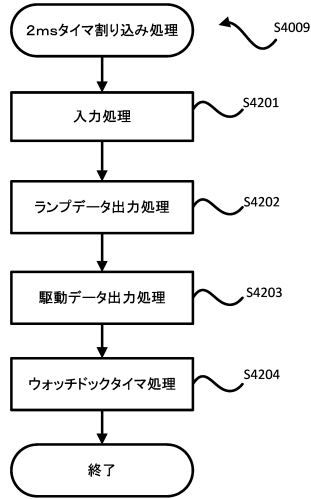 2msタイマ割り込み処理
S4009
入力処理
S4201
ランプデータ出力処理
S4202
駆動データ出力処理
S4203
ウォッチドックタイマ処理
S4204
終了